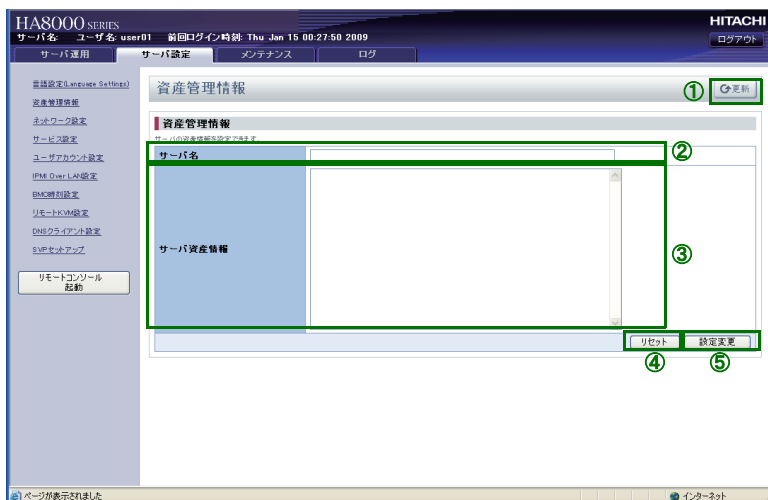 HA8000 SERIES
HITACHI
サーバ名: ユーザ名: user01 前回ログイン時刻: Thu Jan 15 00:27:50 2009
ログアウト
サーバ運用 サーバ設定 メンテナンス ログ
言語設定(Language Settings)
資産管理情報
ネットワーク設定
サービス設定
ユーザアカウント設定
IPMI Over LAN設定
BMC時刻設定
リモートKVM設定
DNSクライアント設定
SVPセットアップ
リモートコンソール
起動
資産管理情報
① 更新
資産管理情報
サーバの資産情報を設定できます。
サーバ名 ②
サーバ資産情報 ③
リセット 設定変更
④ ⑤
ページが表示されました インターネット